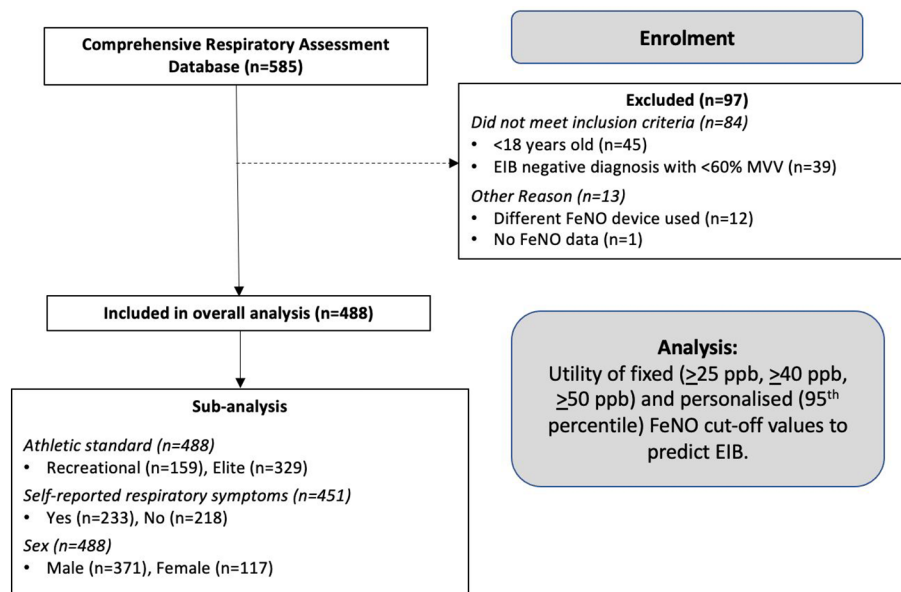 Comprehensive Respiratory Assessment
Database (n=585)
Enrolment
Excluded (n=97)
Did not meet inclusion criteria (n=84)
• <18 years old (n=45)
• EIB negative diagnosis with <60% MVV (n=39)
Other Reason (n=13)
• Different FeNO device used (n=12)
• No FeNO data (n=1)
Included in overall analysis (n=488)
Analysis:
Utility of fixed (≥25 ppb, ≥40 ppb,
≥50 ppb) and personalised (95th
percentile) FeNO cut-off values to
predict EIB.
Sub-analysis
Athletic standard (n=488)
• Recreational (n=159), Elite (n=329)
Self-reported respiratory symptoms (n=451)
• Yes (n=233), No (n=218)
Sex (n=488)
• Male (n=371), Female (n=117)